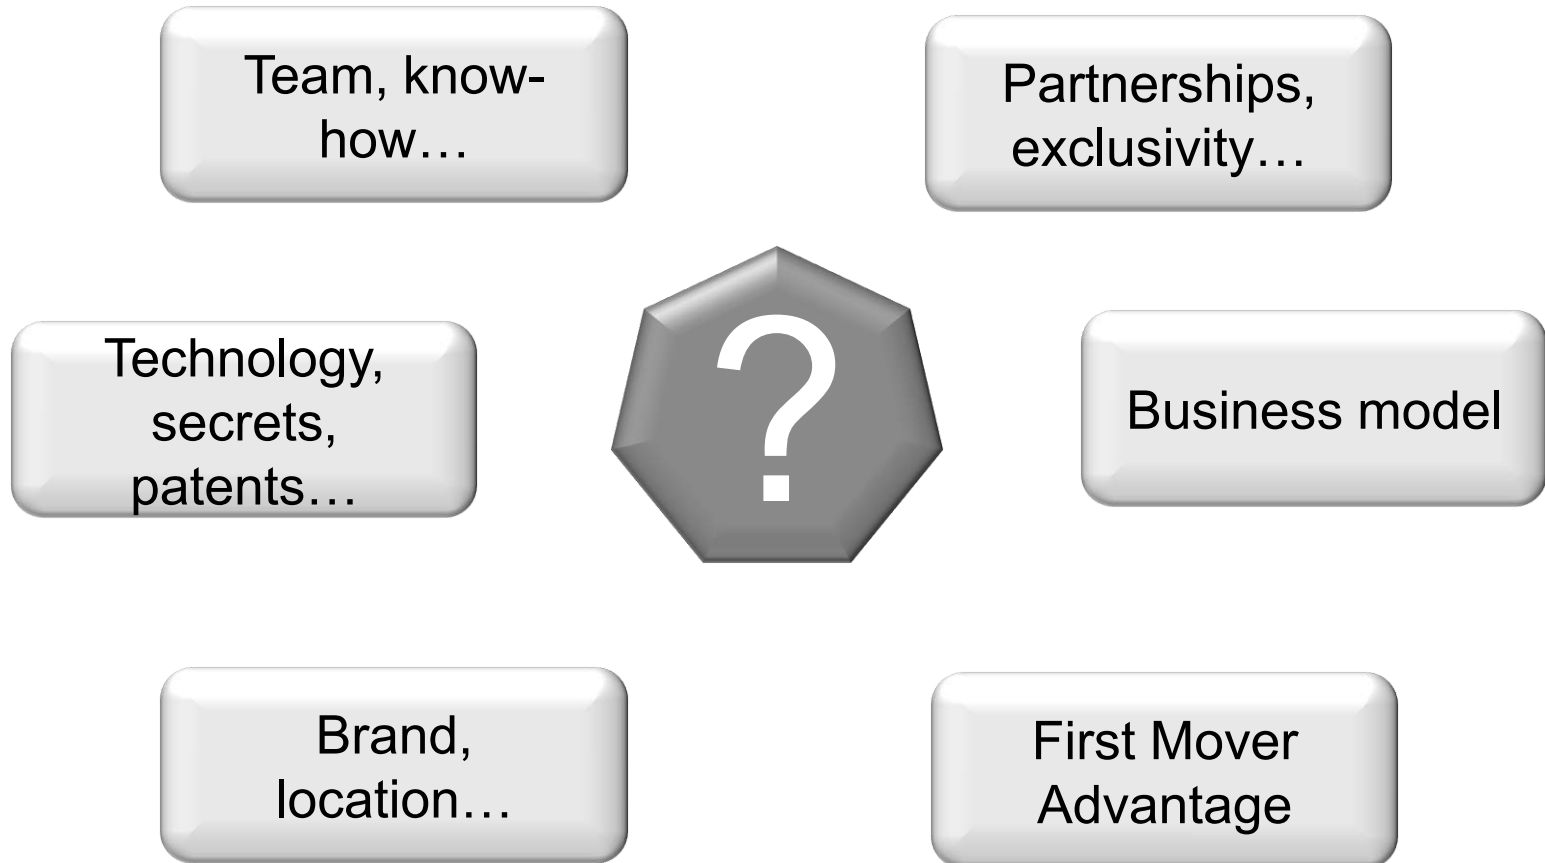 Team, know-
how…
Partnerships,
exclusivity…
Technology,
secrets,
patents…
?
Business model
Brand,
location…
First Mover
Advantage